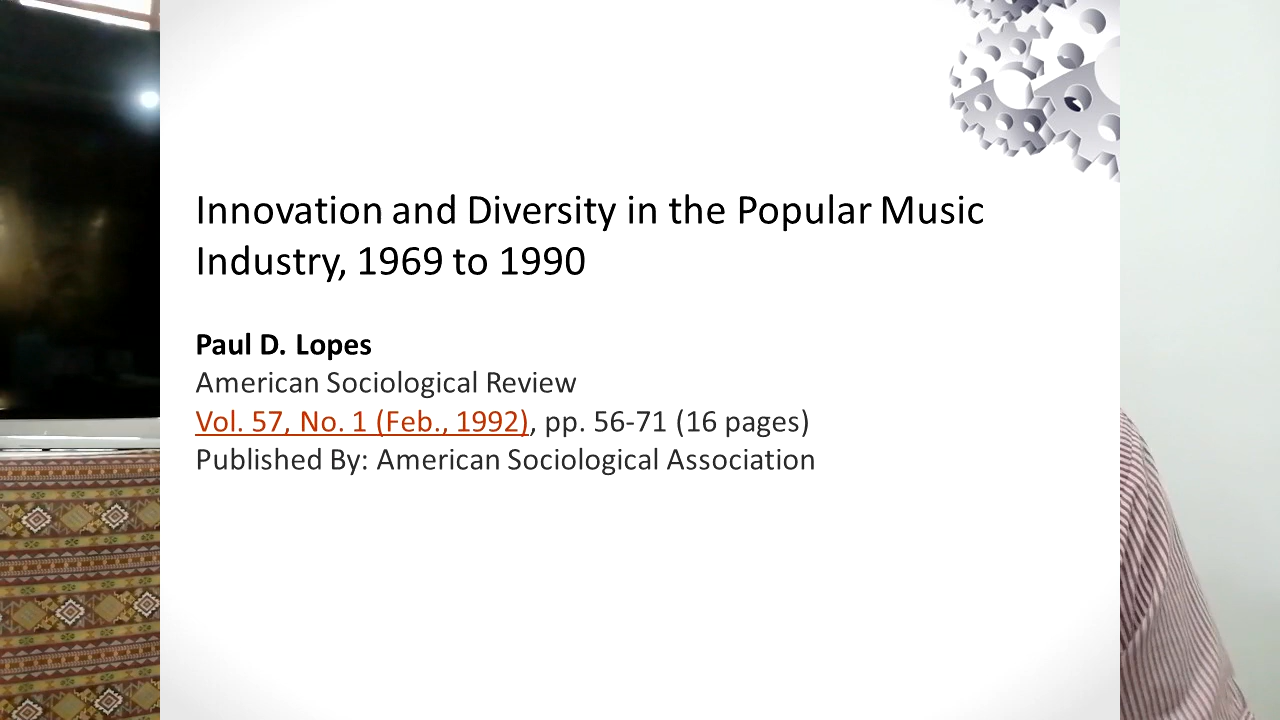 Innovation and Diversity in the Popular Music
Industry, 1969 to 1990
Paul D. Lopes
American Sociological Review
Vol. 57, No. 1 (Feb., 1992), pp. 56-71 (16 pages)
Published By: American Sociological Association